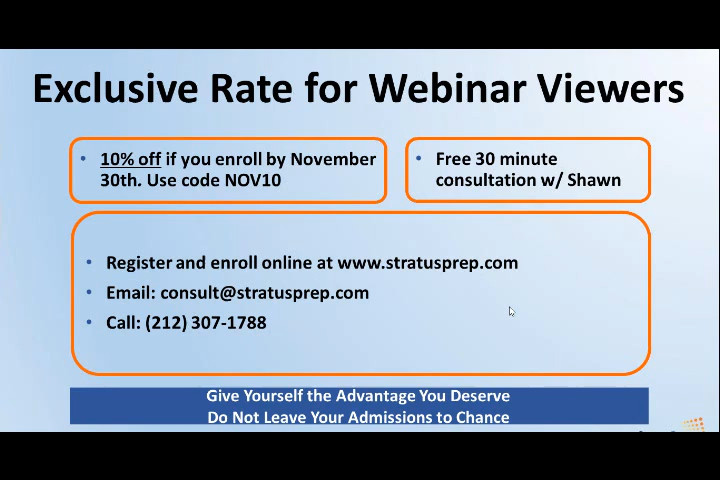 Exclusive Rate for Webinar Viewers
• 10% off if you enroll by November
30th. Use code NOV10
• Free 30 minute
consultation w/ Shawn
• Register and enroll online at www.stratusprep.com
• Email: consult@stratusprep.com
• Call: (212) 307-1788
Give Yourself the Advantage You Deserve
Do Not Leave Your Admissions to Chance